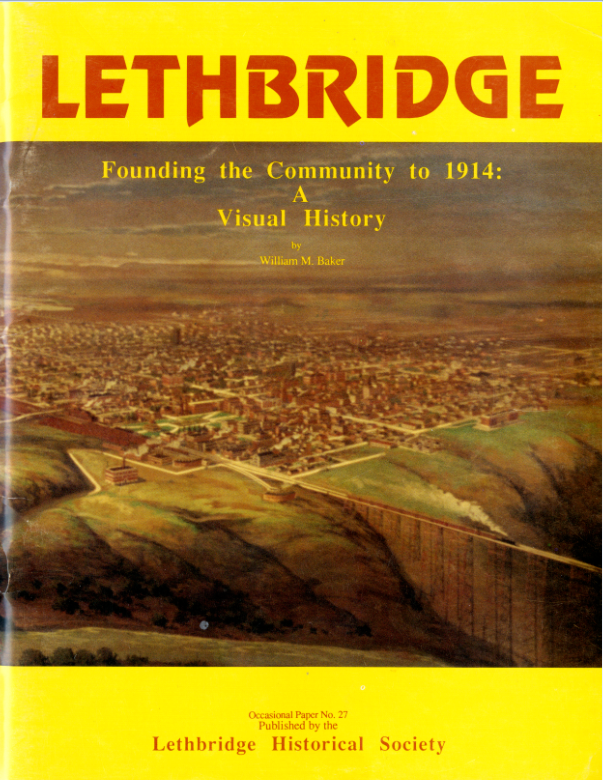 LETHBRIDGE
Founding the Community to 1914:
A
Visual History
by
William M. Baker
Occasional Paper No. 27
Published by the
Lethbridge Historical Society